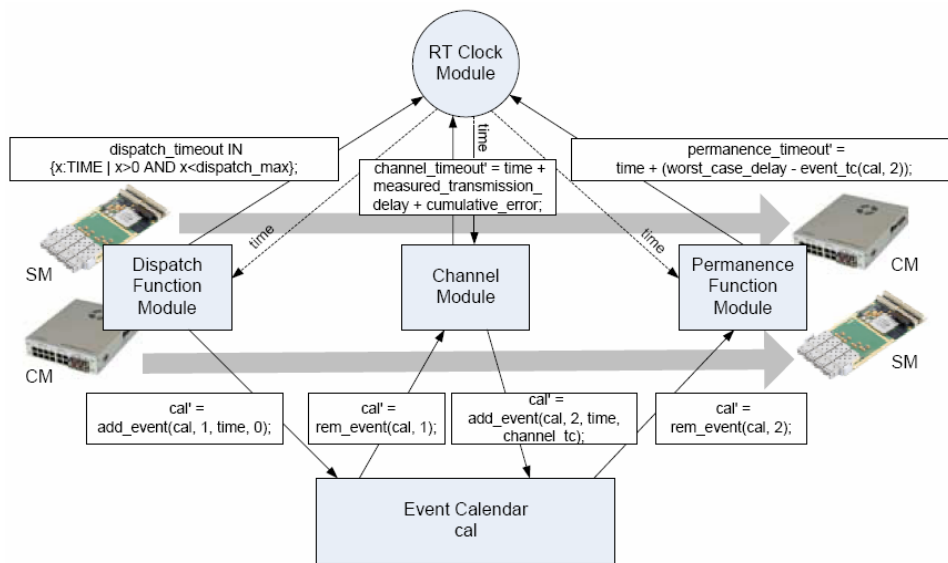 RT Clock
Module
dispatch_timeout IN
{x:TIME | x>0 AND x<dispatch_max};
time
channel_timeout' = time +
measured_transmission_
delay + cumulative_error;
permanence_timeout' =
time + (worst_case_delay - event_tc(cal, 2));
time
time
SM
Dispatch
Function
Module
Channel
Module
Permanence
Function
Module
CM
CM
SM
cal' =
add_event(cal, 1, time, 0);
cal' =
rem_event(cal, 1);
cal' =
add_event(cal, 2, time,
channel_tc);
cal' =
rem_event(cal, 2);
Event Calendar
cal